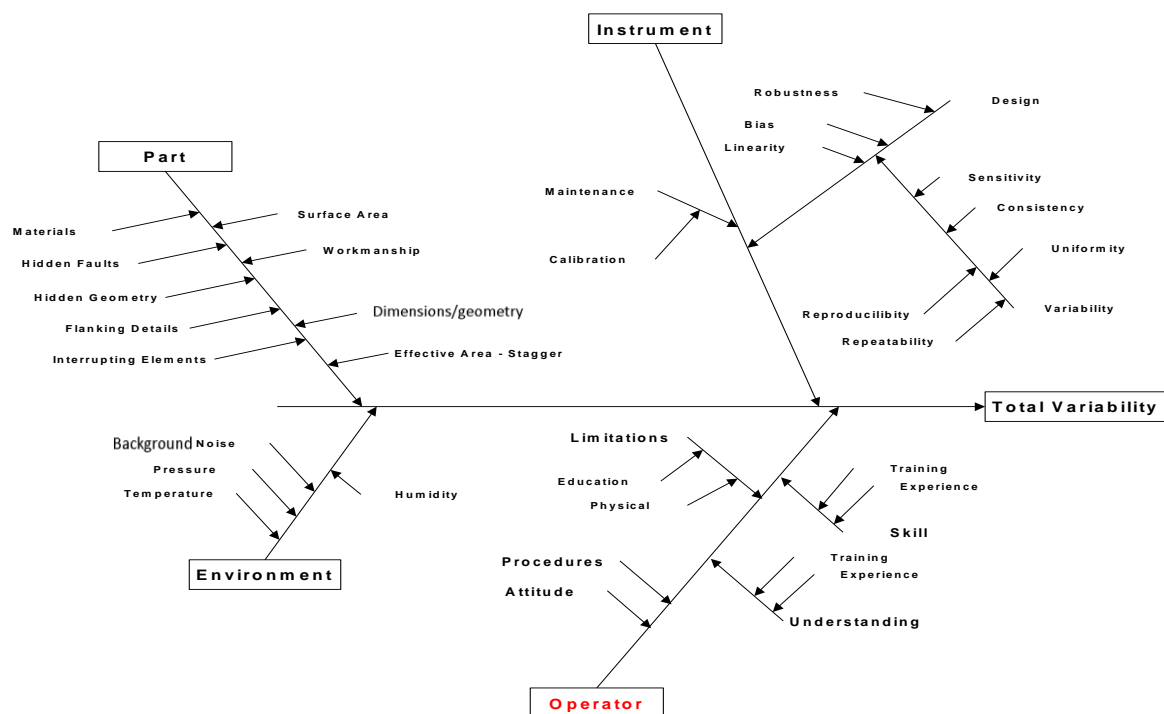 Instrument
Robustness
Design
Bias
Linearity
Part
Sensitivity
Maintenance
Consistency
Surface Area
Materials
Uniformity
Workmanship
Calibration
Hidden Faults
Hidden Geometry
Dimensions/geometry
Reproducilibity
Variability
Flanking Details
Repeatability
Interrupting Elements
Effective Area - Stagger
Total Variability
Limitations
Background Noise
Pressure
Training
Education
Experience
Temperature
Humidity
Physical
Skill
Training
Procedures
Environment
Experience
Attitude
Understanding
Operator